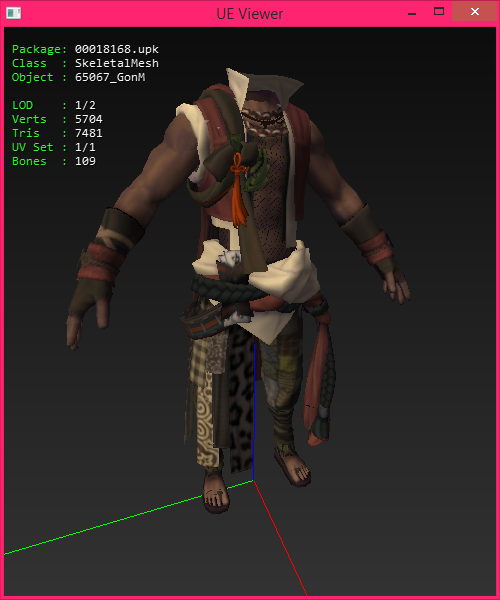 UE Viewer
Package: 00018168.upk
Class  : SkeletalMesh
Object : 65067_GonM
LOD    : 1/2
Verts  : 5704
Tris   : 7481
UV Set : 1/1
Bones  : 109